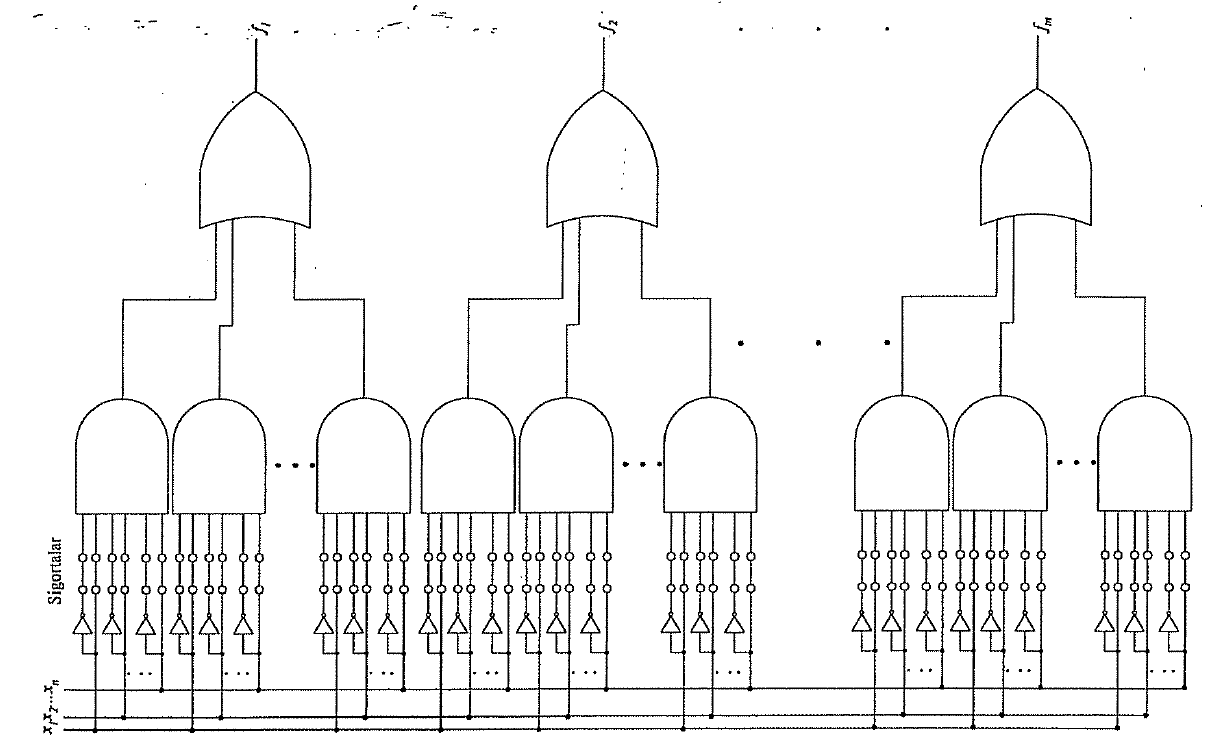 f₁
f₂
fₘ
Sigortalar
x₁x₂...xₙ